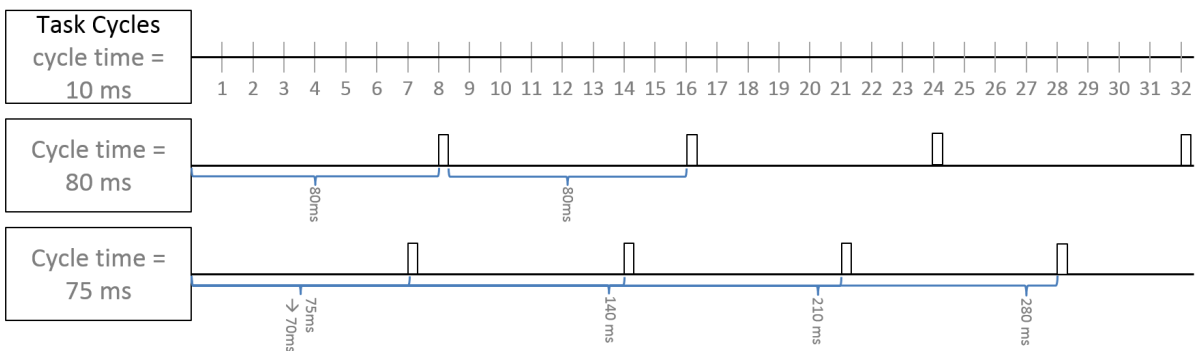 Task Cycles
cycle time =
10 ms
1 2 3 4 5 6 7 8 9 10 11 12 13 14 15 16 17 18 19 20 21 22 23 24 25 26 27 28 29 30 31 32
Cycle time =
80 ms
80ms
80ms
Cycle time =
75 ms
75ms
→ 70ms
140 ms
210 ms
280 ms